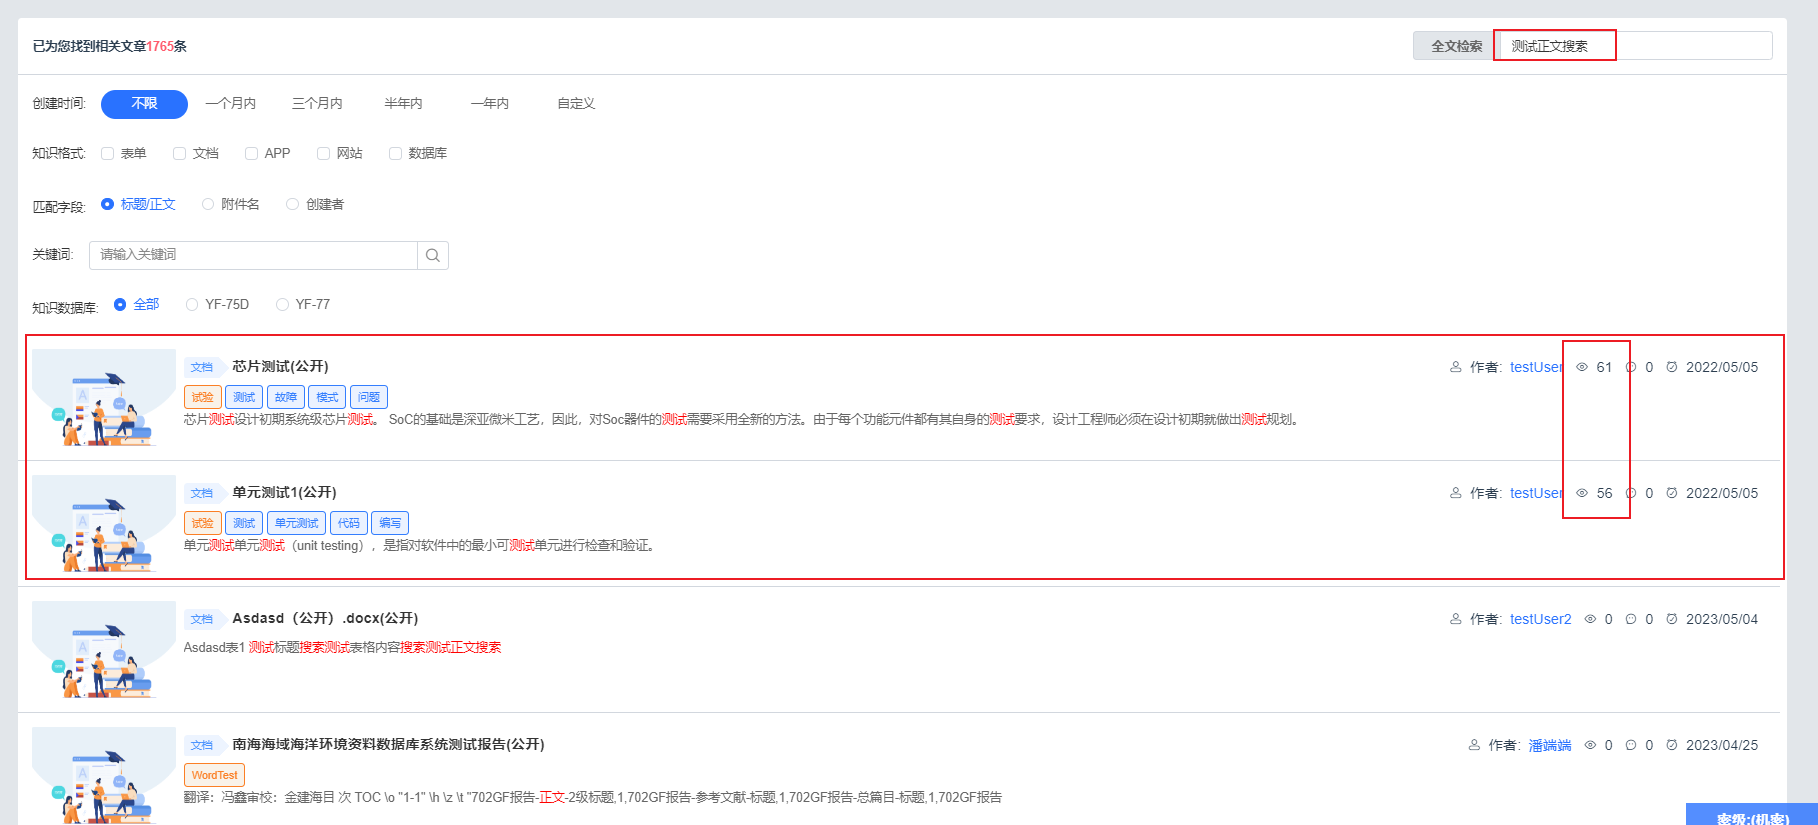 已为您找到相关文章1765条
全文检索 测试正文搜索
创建时间: 不限 一个月内 三个月内 半年内 一年内 自定义
知识格式: 表单 文档 APP 网站 数据库
匹配字段: 标题/正文 附件名 创建者
关键词: 请输入关键词
知识数据库: 全部 YF-75D YF-77
文档 芯片测试(公开) 作者: testUser 61 0 2022/05/05
试验 测试 故障 模式 问题
芯片测试设计初期系统级芯片测试。 SoC的基础是深亚微米工艺，因此，对Soc器件的测试需要采用全新的方法。由于每个功能元件都有其自身的测试要求，设计工程师必须在设计初期就做出测试规划。
文档 单元测试1(公开) 作者: testUser 56 0 2022/05/05
试验 测试 单元测试 代码 编写
单元测试单元测试（unit testing），是指对软件中的最小可测试单元进行检查和验证。
文档 Asdasd（公开）.docx(公开) 作者: testUser2 0 0 2023/05/04
Asdasd表1 测试标题搜索测试表格内容搜索测试正文搜索
文档 南海海域海洋环境资料数据库系统测试报告(公开) 作者: 潘端端 0 0 2023/04/25
WordTest
翻译：冯鑫审校：金建海目 次 TOC \o "1-1" \h \z \t "702GF报告-正文-2级标题,1,702GF报告-参考文献-标题,1,702GF报告-总篇目-标题,1,702GF报告
密级:(机密)